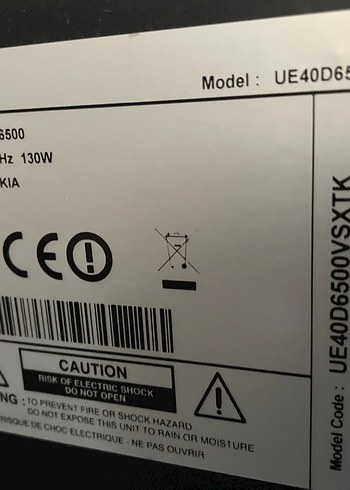 Model : UE40D65
6500
Hz 130W
KIA
CE
CAUTION
RISK OF ELECTRIC SHOCK
DO NOT OPEN
NG : TO PREVENT FIRE OR SHOCK HAZARD
DO NOT EXPOSE THIS UNIT TO RAIN OR MOISTURE
RISQUE DE CHOC ELECTRIQUE - NE PAS OUVRIR
Model Code : UE40D6500VSXTK